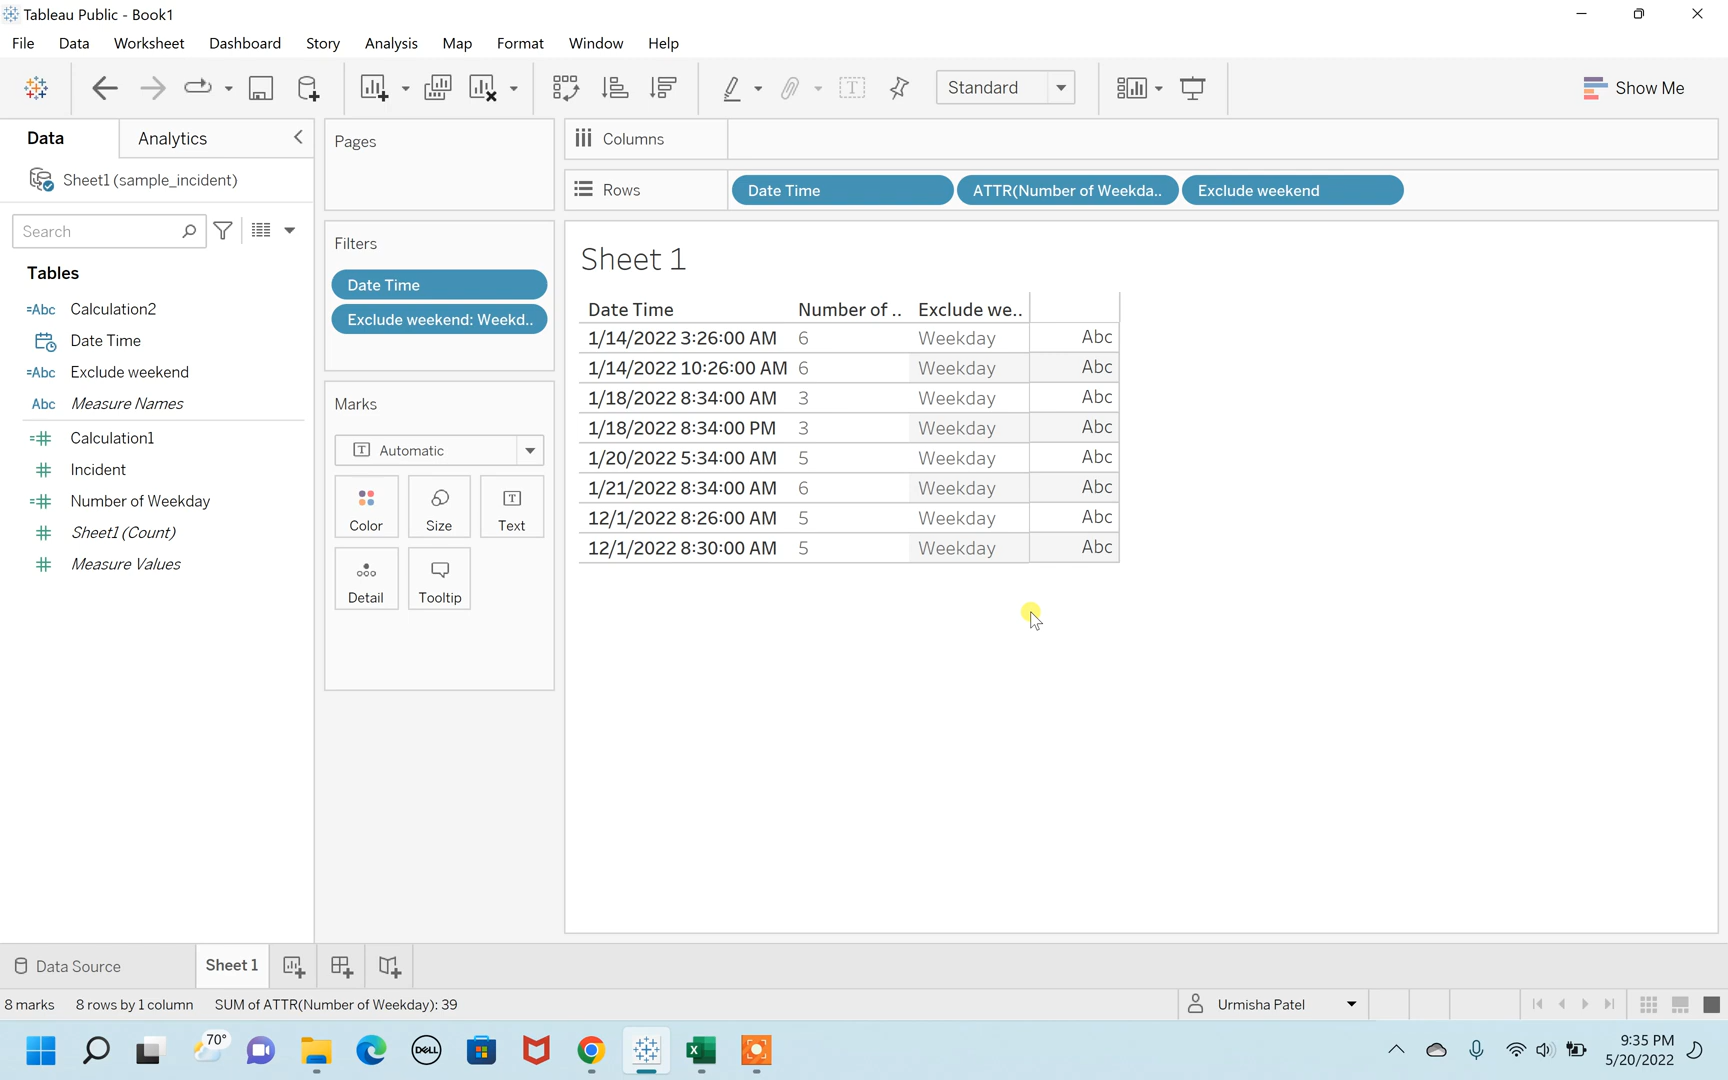 Tableau Public - Book1
File Data Worksheet Dashboard Story Analysis Map Format Window Help
Standard
Show Me
Data Analytics
Sheet1 (sample_incident)
Search
Tables
=Abc Calculation2
Date Time
=Abc Exclude weekend
Abc Measure Names
Calculation1
Incident
Number of Weekday
Sheet1 (Count)
Measure Values
Pages
Filters
Date Time
Exclude weekend: Weekd..
Marks
T Automatic
Color Size T Text
Detail Tooltip
Columns
Rows Date Time ATTR(Number of Weekda.. Exclude weekend
Sheet 1
Date Time Number of .. Exclude we..
1/14/2022 3:26:00 AM 6 Weekday Abc
1/14/2022 10:26:00 AM 6 Weekday Abc
1/18/2022 8:34:00 AM 3 Weekday Abc
1/18/2022 8:34:00 PM 3 Weekday Abc
1/20/2022 5:34:00 AM 5 Weekday Abc
1/21/2022 8:34:00 AM 6 Weekday Abc
12/1/2022 8:26:00 AM 5 Weekday Abc
12/1/2022 8:30:00 AM 5 Weekday Abc
Data Source Sheet 1
8 marks 8 rows by 1 column SUM of ATTR(Number of Weekday): 39 Urmisha Patel
70° DELL 9:35 PM
5/20/2022